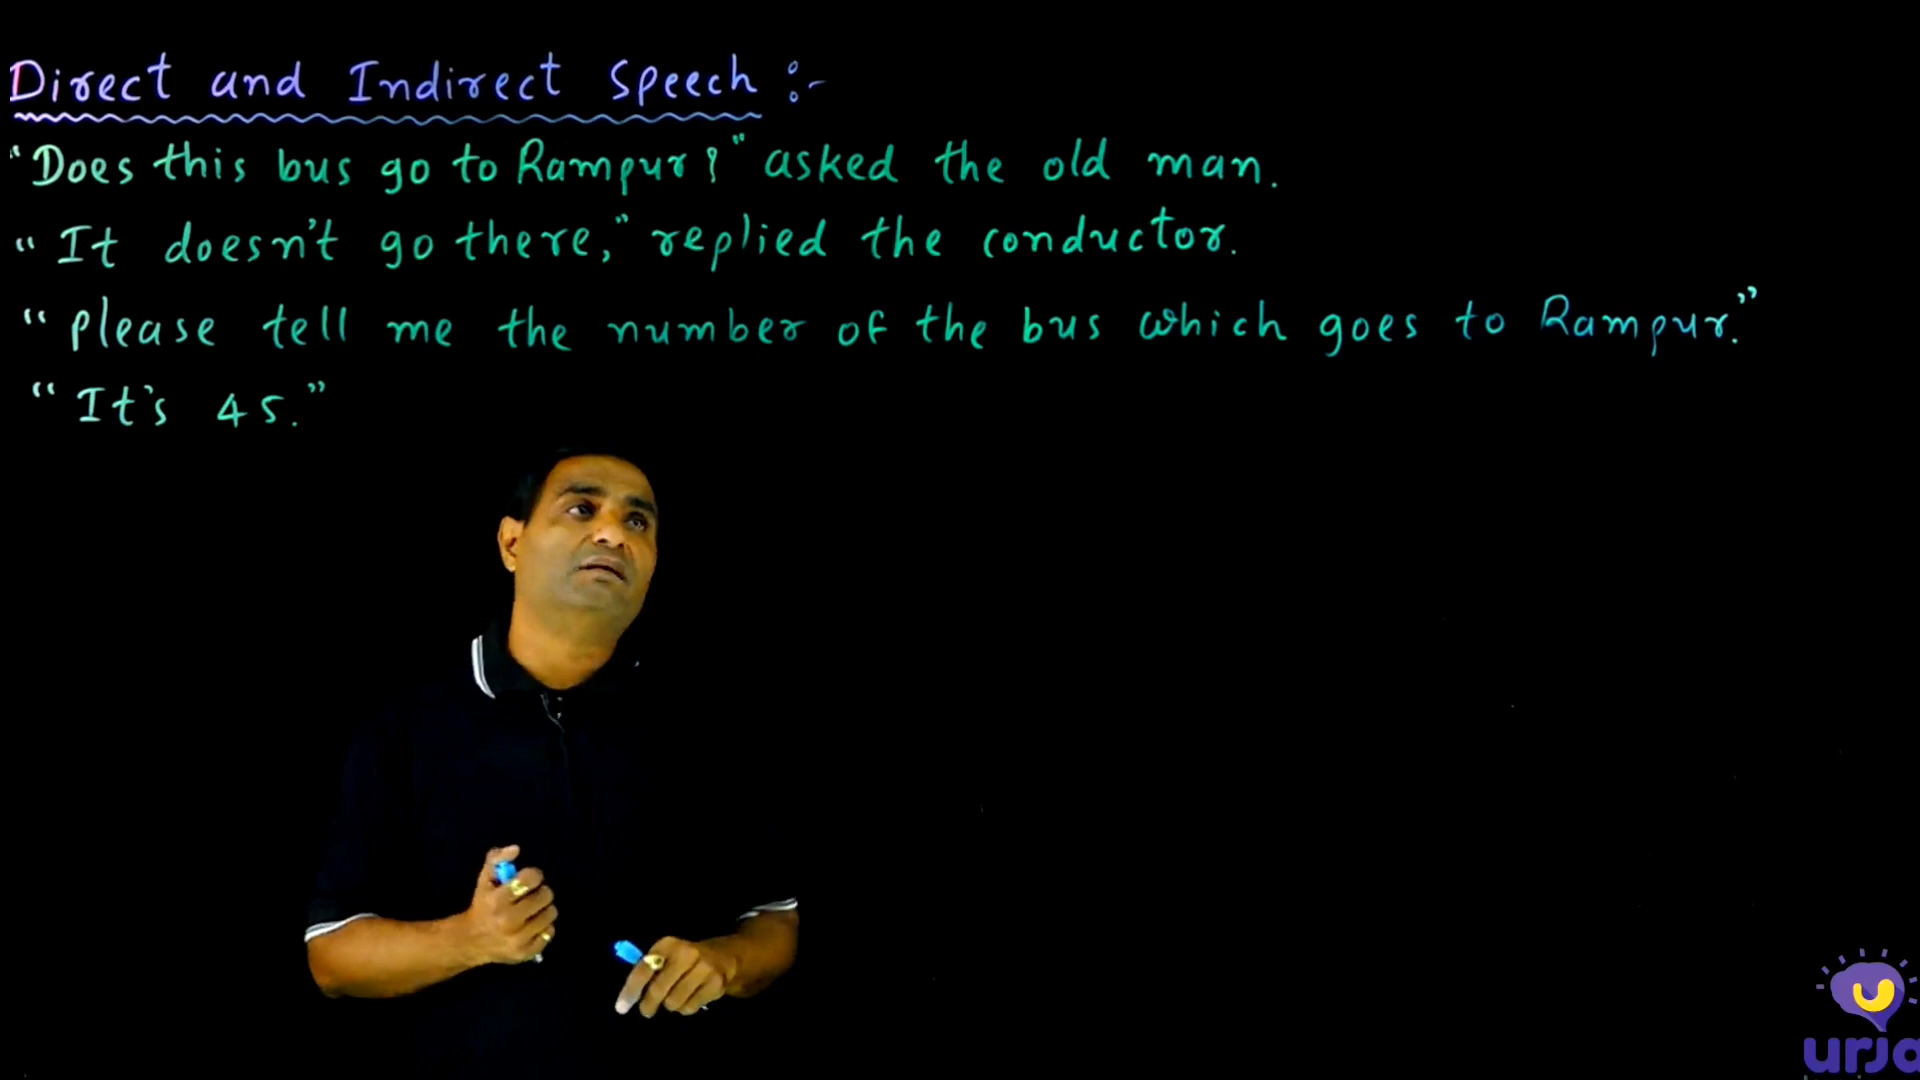 Direct and Indirect Speech :-
"Does this bus go to Rampur?" asked the old man.
"It doesn't go there," replied the conductor.
"please tell me the number of the bus which goes to Rampur."
"It's 45."
urja